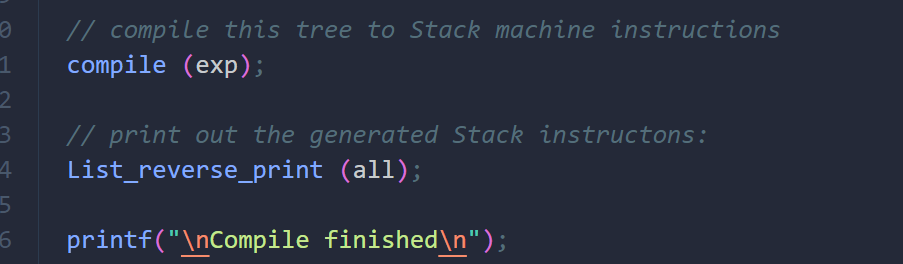 0 // compile this tree to Stack machine instructions
1 compile (exp);
2
3 // print out the generated Stack instructons:
4 List_reverse_print (all);
5
6 printf("\nCompile finished\n");